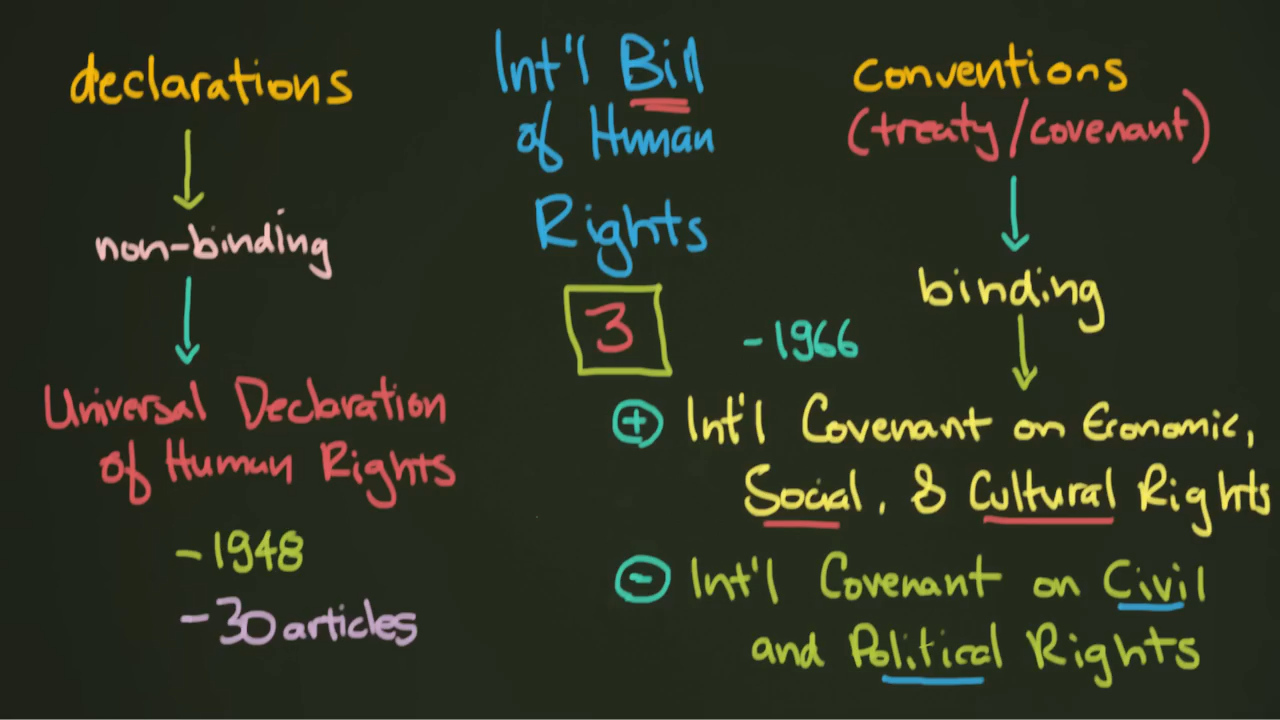 declarations
non-binding
Universal Declaration
of Human Rights
- 1948
- 30 articles
Int'l Bill
of Human
Rights
3
conventions
(treaty/covenant)
binding
- 1966
+ Int'l Covenant on Economic,
Social, & Cultural Rights
- Int'l Covenant on Civil
and Political Rights